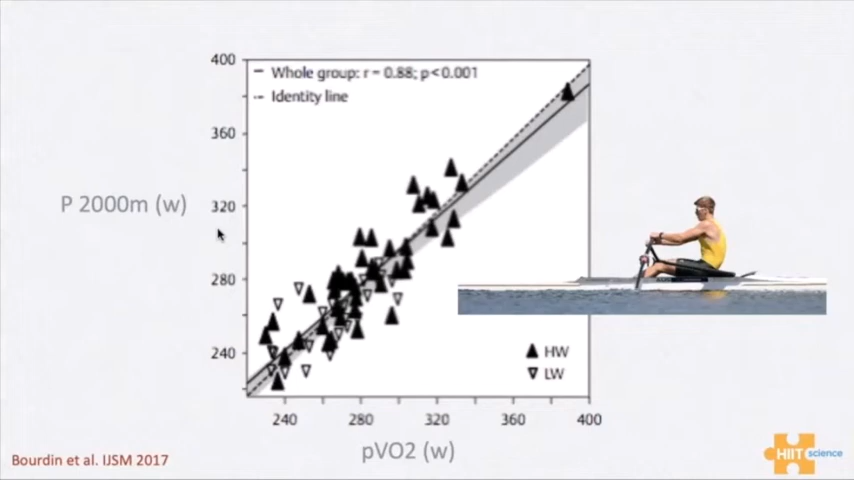 400
— Whole group: r = 0.88; p<0.001
--- Identity line
360
P 2000m (w)
320
280
240
HW
LW
240 280 320 360 400
pVO2 (w)
Bourdin et al. IJSM 2017
HIIT science